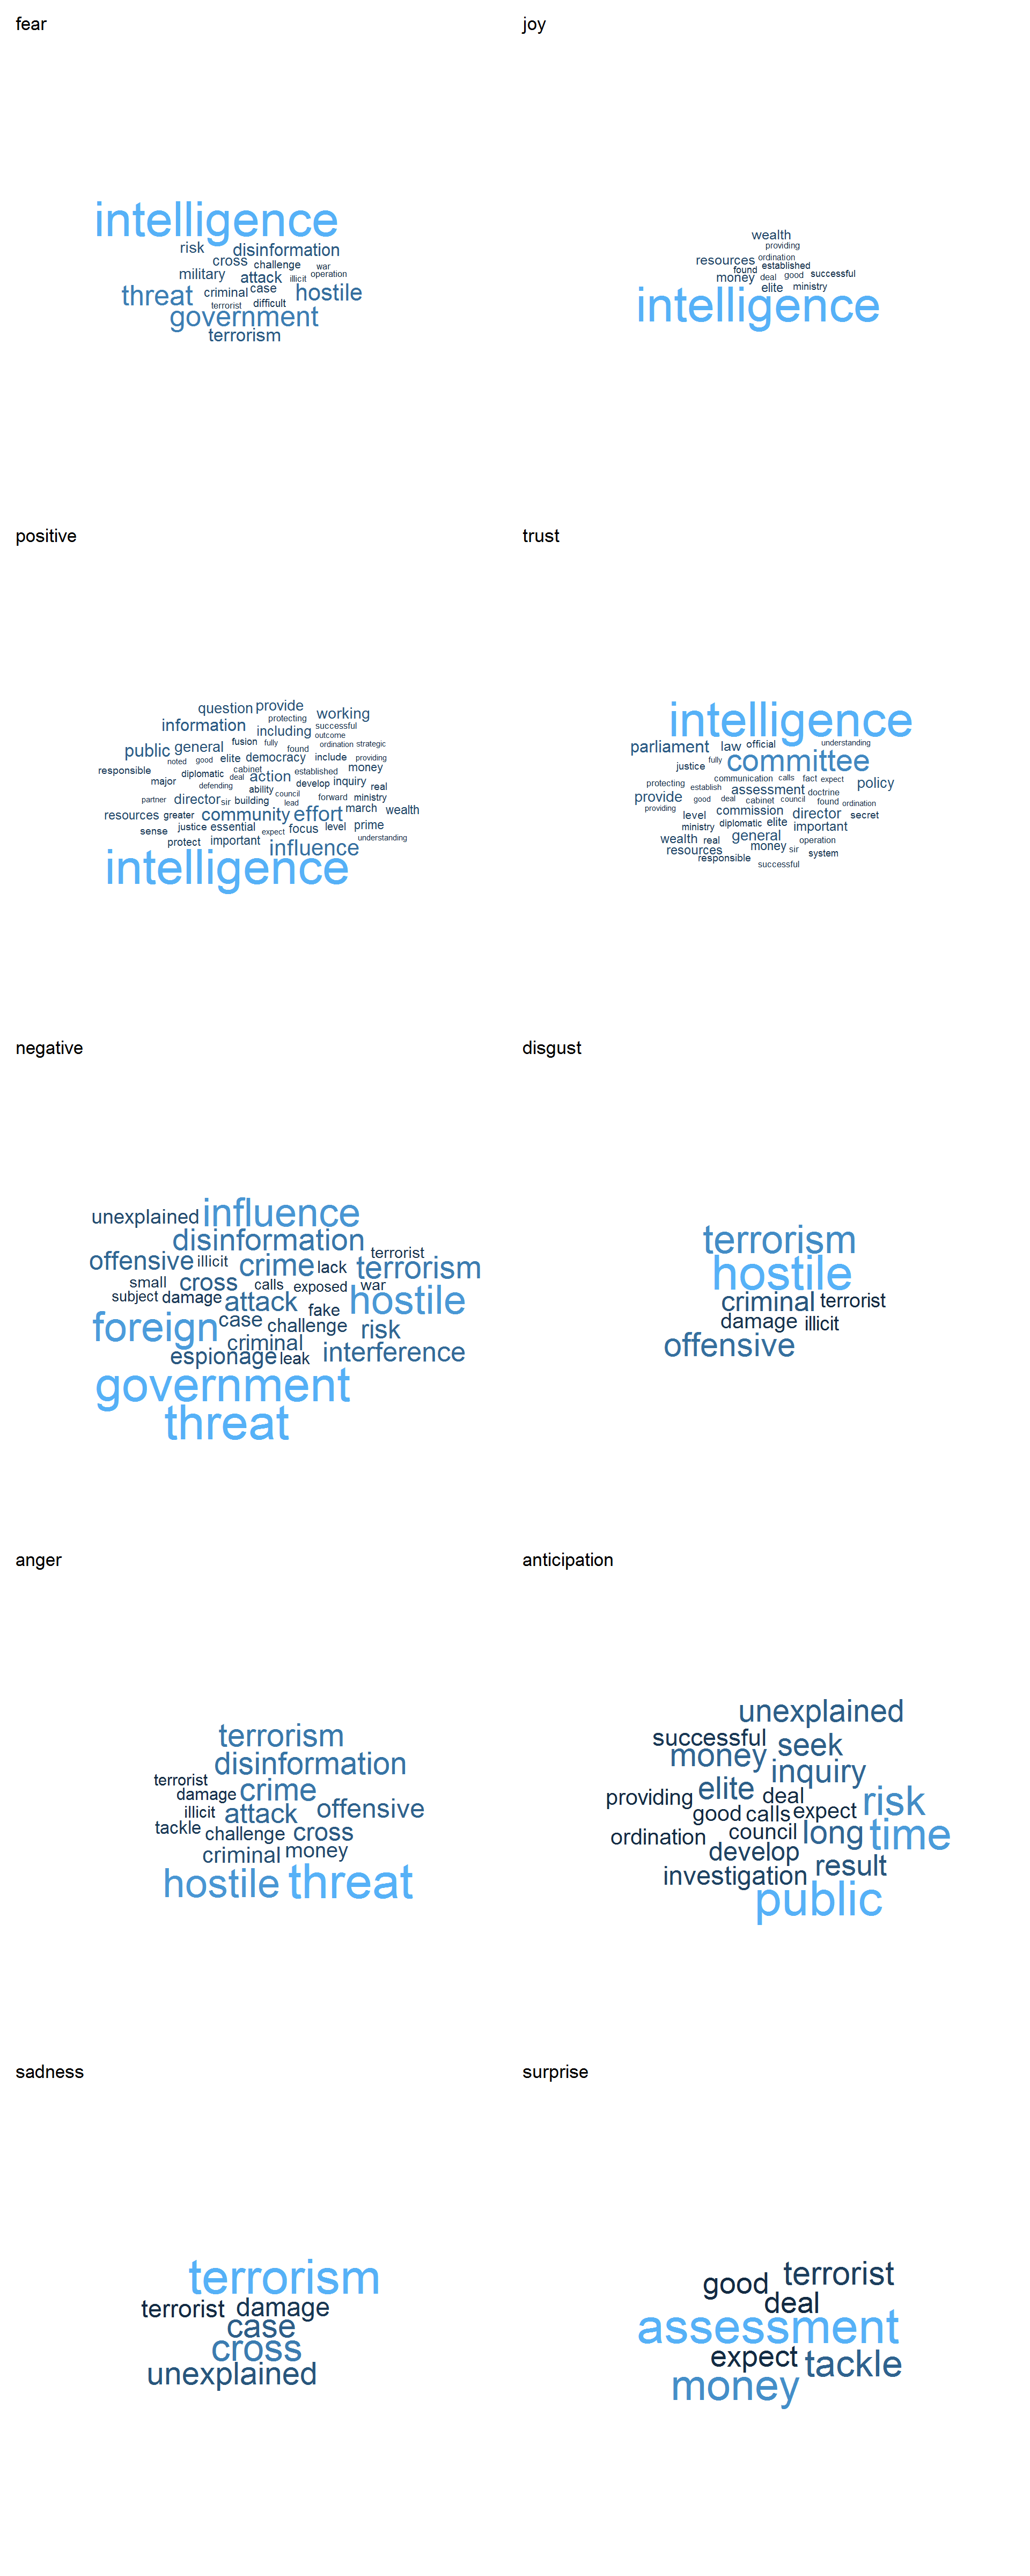 fear
intelligence
risk disinformation
cross challenge war
military attack illicit operation
threat criminal case hostile
terrorist difficult
government
terrorism
joy
wealth
providing
resources ordination
found established
money deal good successful
elite ministry
intelligence
positive
question provide
protecting working
information including successful
outcome
public general fusion fully found ordination strategic
noted good elite democracy include providing
responsible diplomatic cabinet deal action established money
major defending ability develop inquiry real
partner director sir building council lead forward ministry
resources greater community effort march wealth
sense justice essential expect focus level prime
protect important influence understanding
intelligence
trust
intelligence
parliament law official understanding
justice fully committee
protecting communication calls fact expect policy
establish assessment doctrine
provide good deal cabinet council found ordination
providing level commission director secret
ministry diplomatic elite important
wealth real general operation
resources money sir system
responsible
successful
negative
unexplained influence
disinformation
offensive illicit crime lack terrorist terrorism
small cross calls exposed war
subject damage attack fake hostile
foreign case challenge risk
criminal
espionage leak interference
government
threat
disgust
terrorism
hostile
criminal terrorist
damage illicit
offensive
anger
terrorism
disinformation
terrorist
damage crime
illicit attack offensive
tackle challenge cross
criminal money
hostile threat
anticipation
unexplained
successful
money seek
inquiry
providing elite deal risk
good calls expect
ordination council long time
develop
investigation result
public
sadness
terrorism
terrorist damage
case
cross
unexplained
surprise
good terrorist
deal
assessment
expect tackle
money